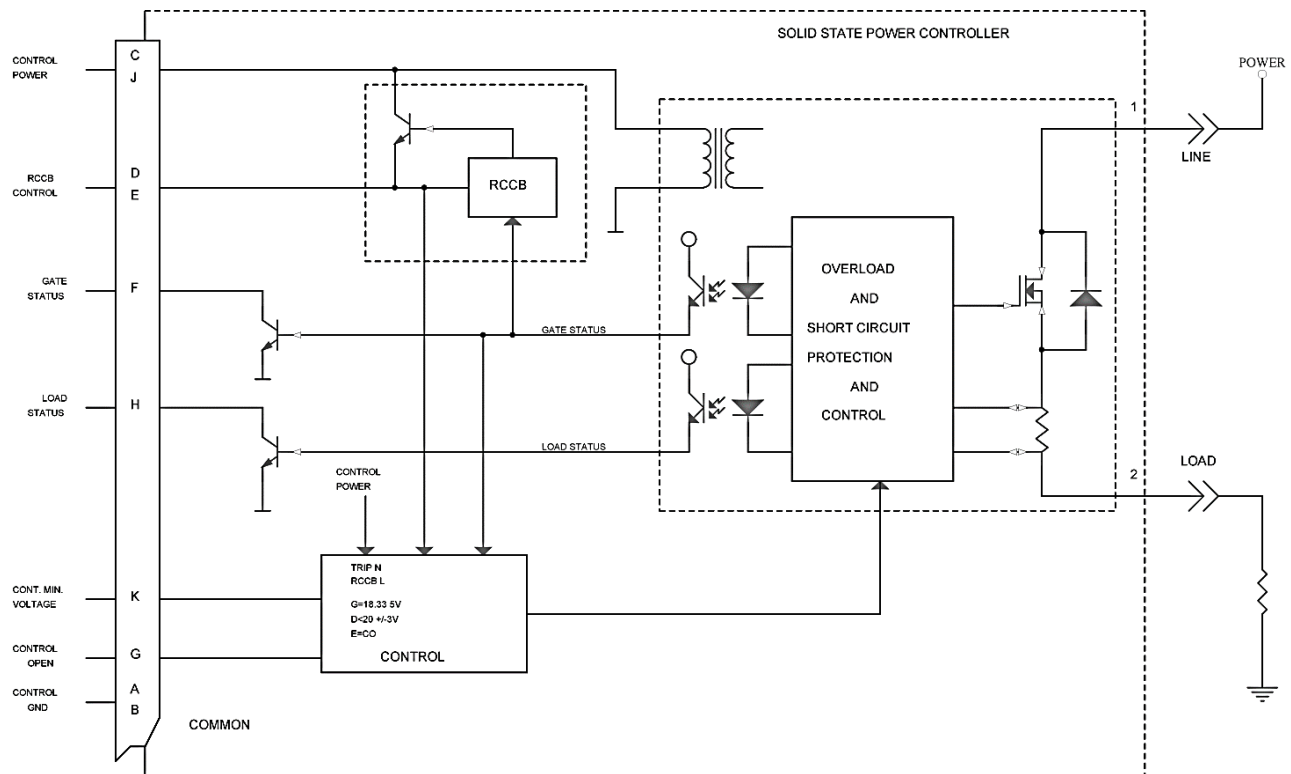 SOLID STATE POWER CONTROLLER
CONTROL
POWER
C
J
POWER
1
LINE
RCCB
CONTROL
D
E
RCCB
GATE
STATUS
F
GATE STATUS
OVERLOAD
AND
SHORT CIRCUIT
PROTECTION
AND
CONTROL
LOAD
STATUS
H
LOAD STATUS
CONTROL
POWER
2
LOAD
TRIP N
RCCB L
G=18.33 5V
D<20 +/-3V
E=CO
CONTROL
CONT. MIN.
VOLTAGE
K
CONTROL
OPEN
G
CONTROL
GND
A
B
COMMON